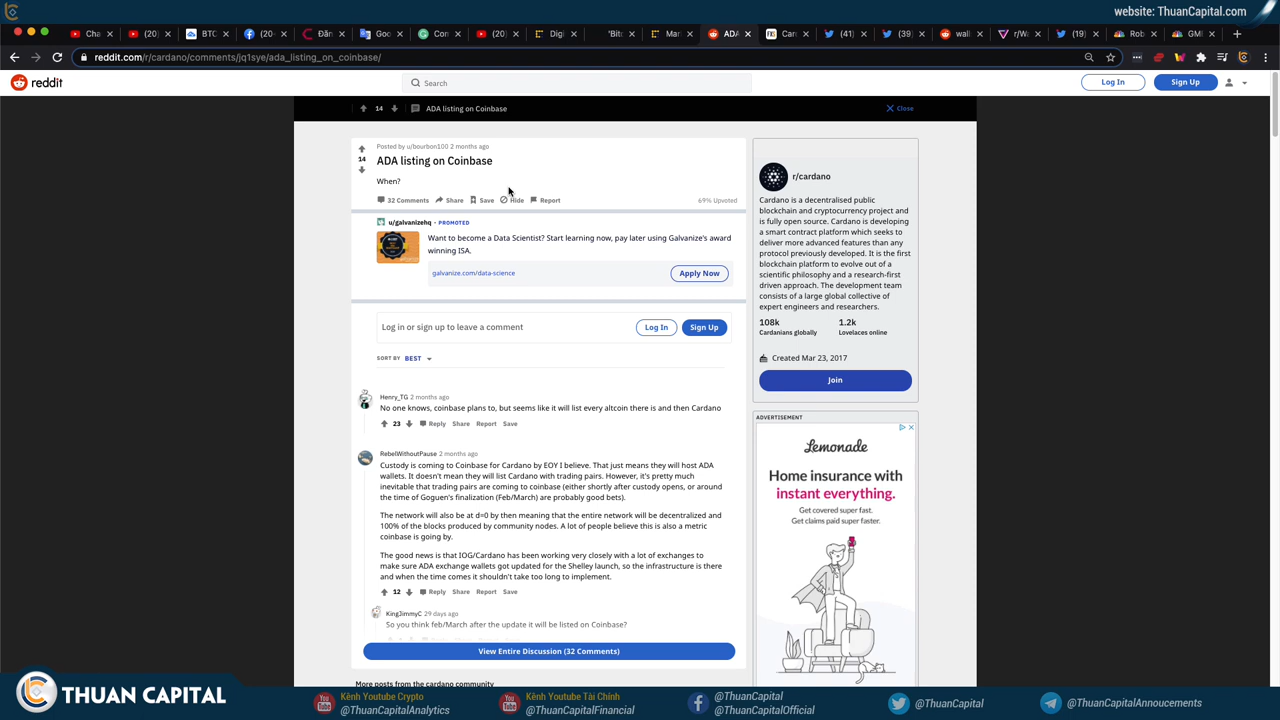 website: ThuanCapital.com
Cha
(20)
BTC
(20
Đăn
Goo
Con
(20)
Digi
'Bito
Mar
ADA
Car
(41)
(39)
wall
r/Wa
(19)
Rob
GMI
reddit.com/r/cardano/comments/jq1sye/ada_listing_on_coinbase/
reddit
Search
Log In
Sign Up
14
ADA listing on Coinbase
Close
Posted by u/bourbon100 2 months ago
14
ADA listing on Coinbase
When?
32 Comments
Share
Save
Hide
Report
69% Upvoted
u/galvanizehq · PROMOTED
Want to become a Data Scientist? Start learning now, pay later using Galvanize's award
winning ISA.
galvanize.com/data-science
Apply Now
Log in or sign up to leave a comment
Log In
Sign Up
SORT BY BEST
Henry_TG 2 months ago
No one knows, coinbase plans to, but seems like it will list every altcoin there is and then Cardano
23
Reply
Share
Report
Save
RebelWithoutPause 2 months ago
Custody is coming to Coinbase for Cardano by EOY I believe. That just means they will host ADA
wallets. It doesn't mean they will list Cardano with trading pairs. However, it's pretty much
inevitable that trading pairs are coming to coinbase (either shortly after custody opens, or around
the time of Goguen's finalization (Feb/March) are probably good bets).
The network will also be at d=0 by then meaning that the entire network will be decentralized and
100% of the blocks produced by community nodes. A lot of people believe this is also a metric
coinbase is going by.
The good news is that IOG/Cardano has been working very closely with a lot of exchanges to
make sure ADA exchange wallets got updated for the Shelley launch, so the infrastructure is there
and when the time comes it shouldn't take too long to implement.
12
Reply
Share
Report
Save
KingJimmyC 29 days ago
So you think feb/March after the update it will be listed on Coinbase?
View Entire Discussion (32 Comments)
More posts from the cardano community
r/cardano
Cardano is a decentralised public
blockchain and cryptocurrency project and
is fully open source. Cardano is developing
a smart contract platform which seeks to
deliver more advanced features than any
protocol previously developed. It is the first
blockchain platform to evolve out of a
scientific philosophy and a research-first
driven approach. The development team
consists of a large global collective of
expert engineers and researchers.
108k
1.2k
Cardanians globally
Lovelaces online
Created Mar 23, 2017
Join
ADVERTISEMENT
Lemonade
Home insurance with
instant everything.
Get covered super fast.
Get claims paid super faster.
THUAN CAPITAL
Kênh Youtube Crypto
@ThuanCapitalAnalytics
Kênh Youtube Tài Chính
@ThuanCapitalFinancial
@ThuanCapital
@ThuanCapitalOfficial
@ThuanCapital
@ThuanCapitalAnnoucements